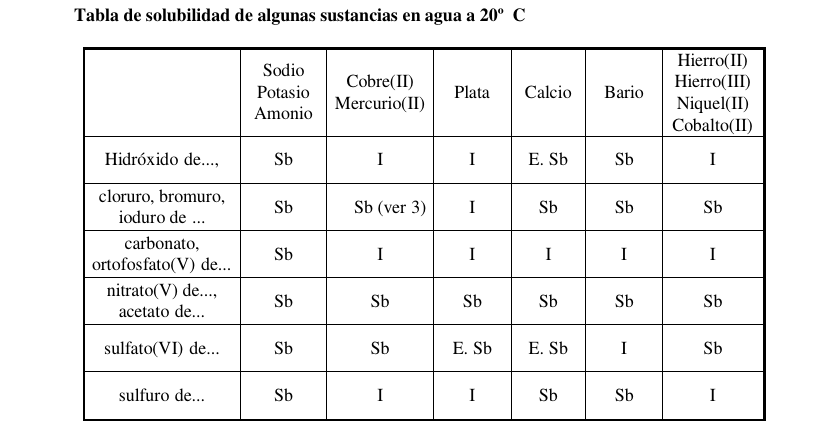 Tabla de solubilidad de algunas sustancias en agua a 20º C
Sodio
Potasio
Amonio
Cobre(II)
Mercurio(II)
Plata
Calcio
Bario
Hierro(II)
Hierro(III)
Niquel(II)
Cobalto(II)
Hidróxido de...,
Sb
I
I
E. Sb
Sb
I
cloruro, bromuro,
ioduro de ...
Sb
Sb (ver 3)
I
Sb
Sb
Sb
carbonato,
ortofosfato(V) de...
Sb
I
I
I
I
I
nitrato(V) de...,
acetato de...
Sb
Sb
Sb
Sb
Sb
Sb
sulfato(VI) de...
Sb
Sb
E. Sb
E. Sb
I
Sb
sulfuro de...
Sb
I
I
Sb
Sb
I